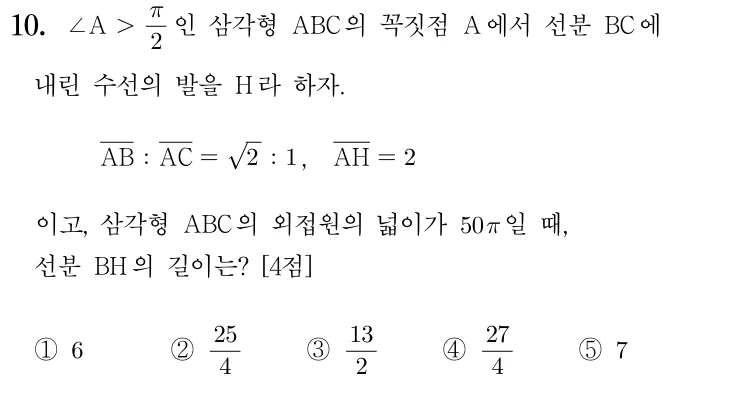 10. ∠A > π/2 인 삼각형 ABC의 꼭짓점 A에서 선분 BC에
내린 수선의 발을 H라 하자.
A̅B̅ : A̅C̅ = √2 : 1, A̅H̅ = 2
이고, 삼각형 ABC의 외접원의 넓이가 50π일 때,
선분 BH의 길이는? [4점]
① 6 ② 25/4 ③ 13/2 ④ 27/4 ⑤ 7